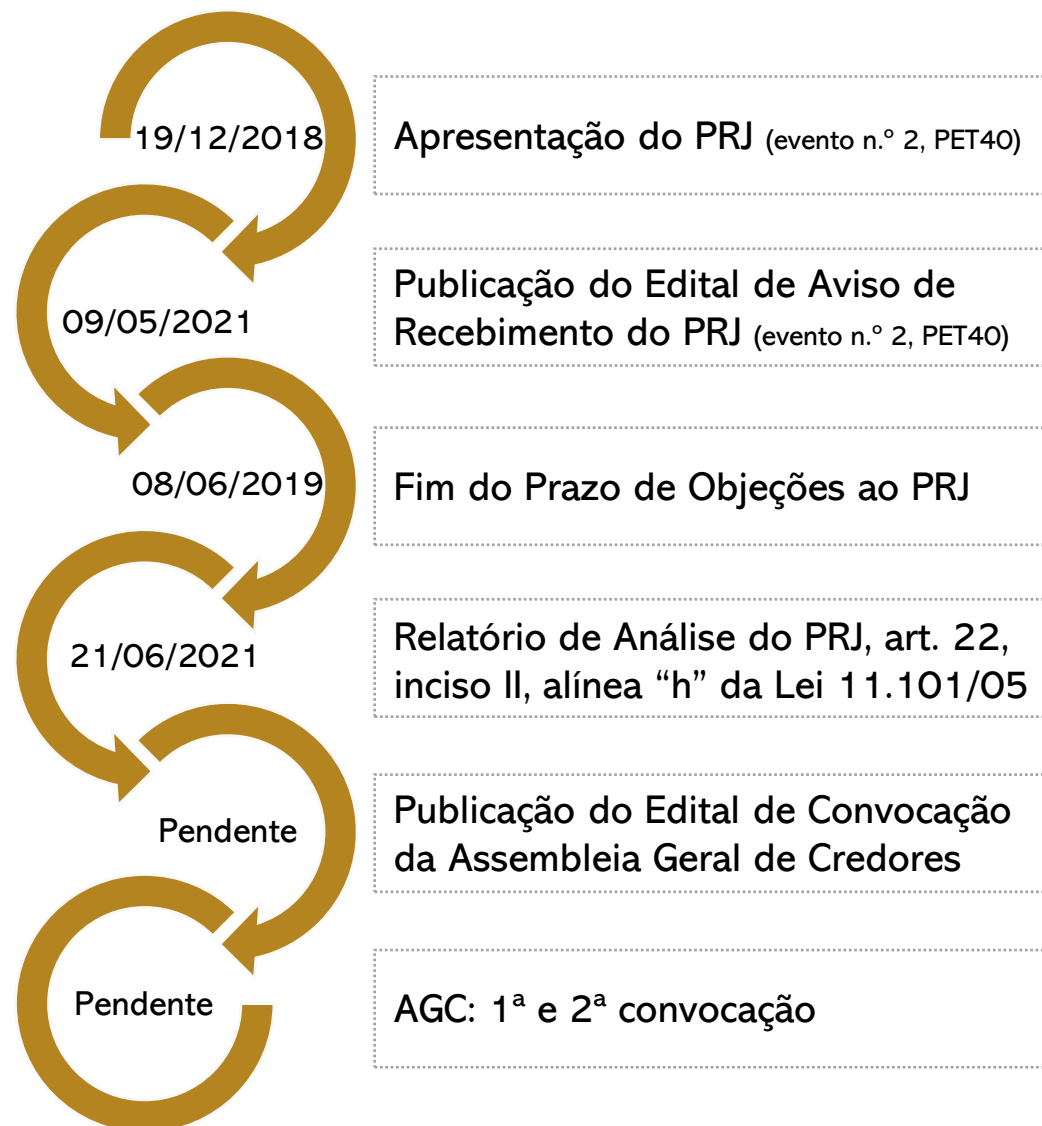 19/12/2018
Apresentação do PRJ (evento n.º 2, PET40)
09/05/2021
Publicação do Edital de Aviso de
Recebimento do PRJ (evento n.º 2, PET40)
08/06/2019
Fim do Prazo de Objeções ao PRJ
21/06/2021
Relatório de Análise do PRJ, art. 22,
inciso II, alínea “h” da Lei 11.101/05
Pendente
Publicação do Edital de Convocação
da Assembleia Geral de Credores
Pendente
AGC: 1ª e 2ª convocação